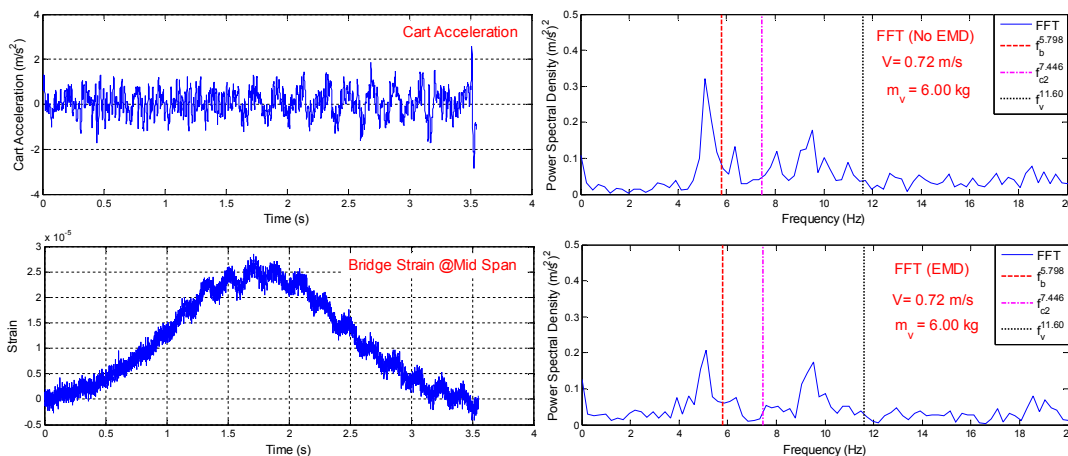 Cart Acceleration
Cart Acceleration (m/s²)
4
2
0
-2
-4
0 0.5 1 1.5 2 2.5 3 3.5 4
Time (s)
FFT (No EMD)
V= 0.72 m/s
m_v = 6.00 kg
FFT
f_b^5.798
f_c2^7.446
f_v^11.60
Power Spectral Density (m/s²)²
0.5
0.4
0.3
0.2
0.1
0
0 2 4 6 8 10 12 14 16 18 20
Frequency (Hz)
x 10⁻⁵
Bridge Strain @Mid Span
Strain
3
2.5
2
1.5
1
0.5
0
-0.5
0 0.5 1 1.5 2 2.5 3 3.5 4
Time (s)
FFT (EMD)
V= 0.72 m/s
m_v = 6.00 kg
FFT
f_b^5.798
f_c2^7.446
f_v^11.60
Power Spectral Density (m/s²)²
0.5
0.4
0.3
0.2
0.1
0
0 2 4 6 8 10 12 14 16 18 20
Frequency (Hz)